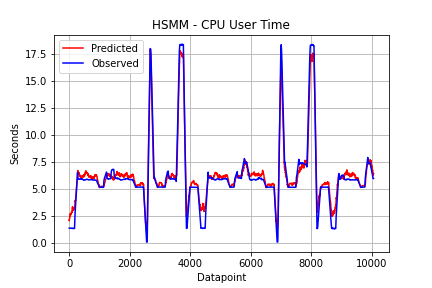 HSMM - CPU User Time
Predicted
Observed
17.5
15.0
12.5
10.0
7.5
5.0
2.5
0.0
Seconds
0 2000 4000 6000 8000 10000
Datapoint